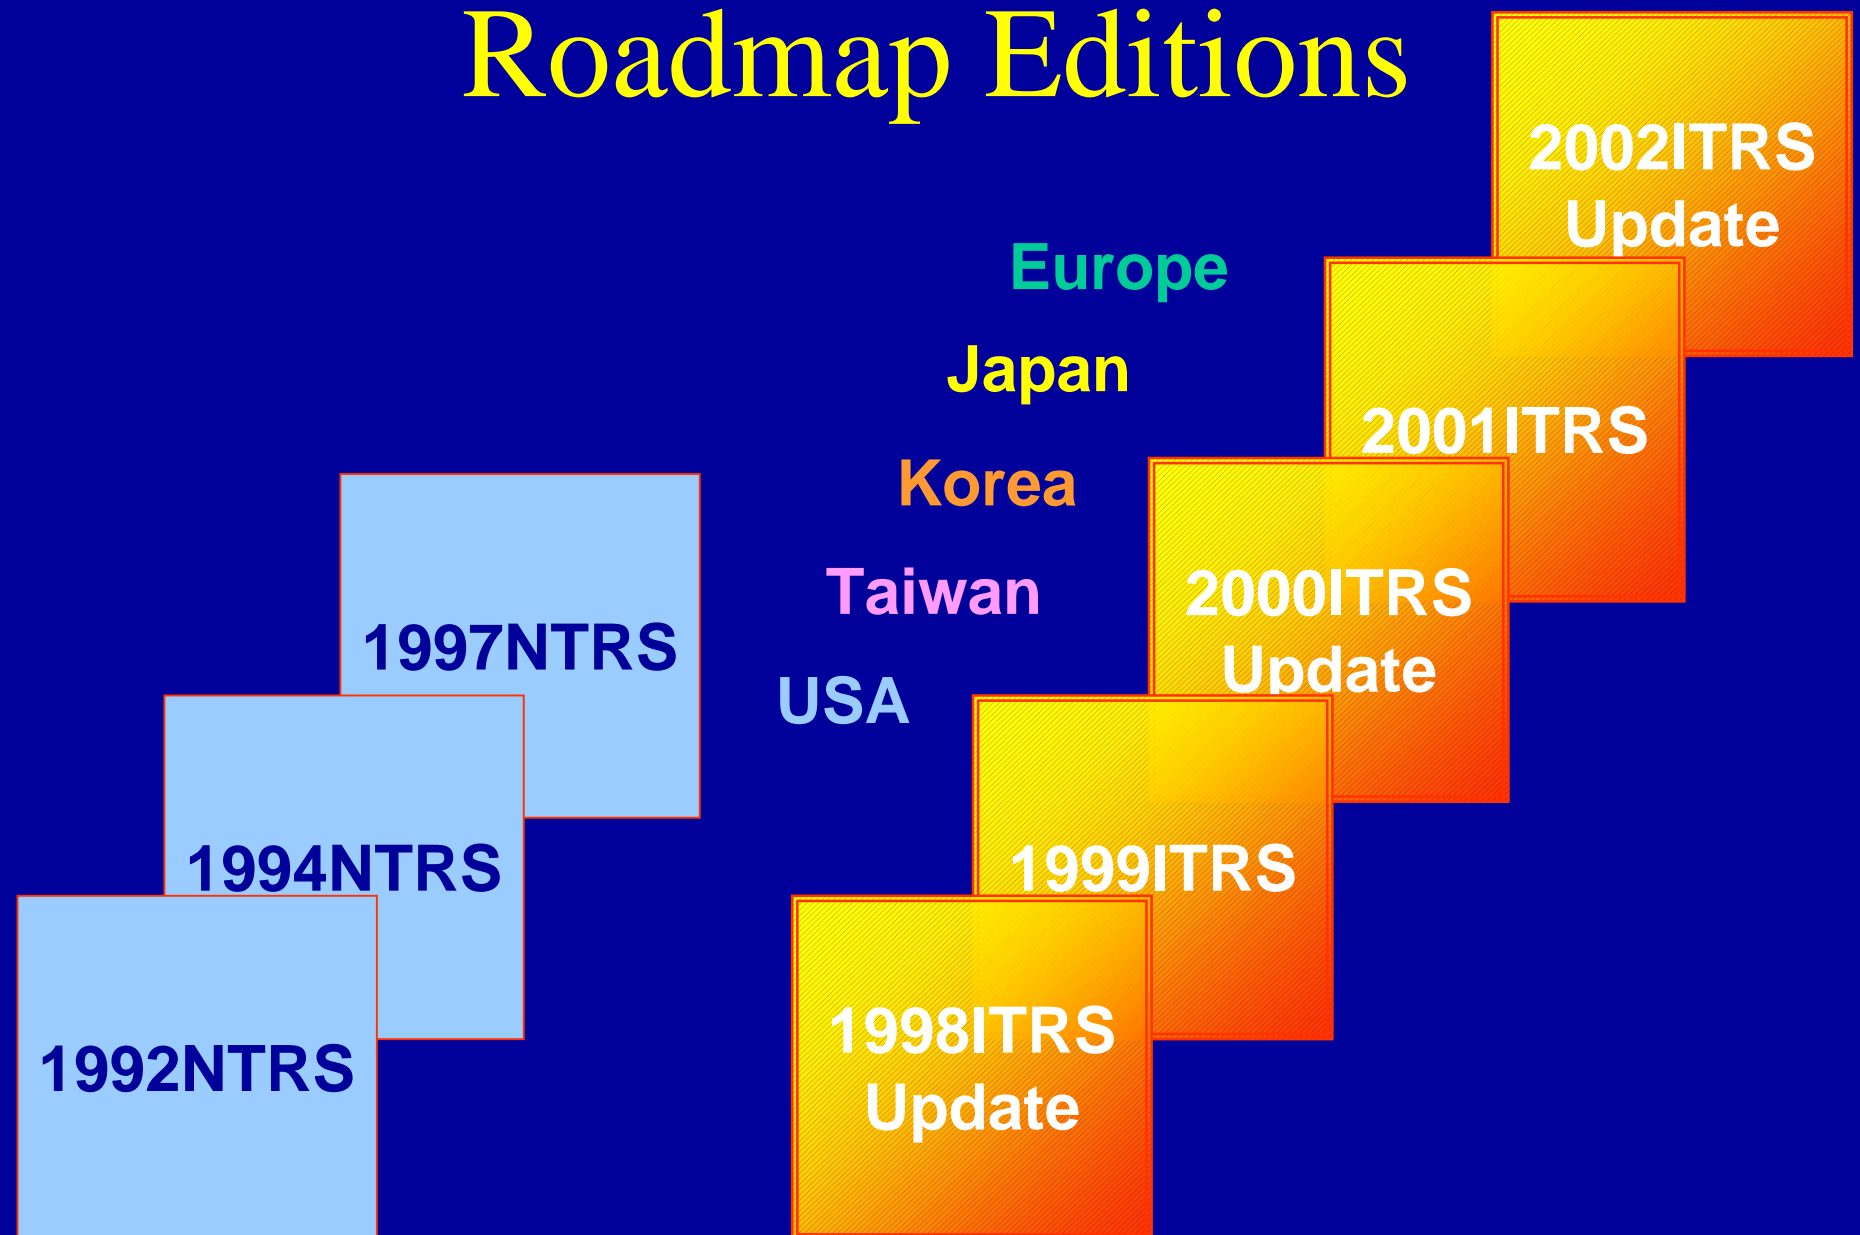 Roadmap Editions
2002ITRS
Update
Europe
Japan
2001ITRS
Korea
Taiwan
2000ITRS
Update
1997NTRS
USA
1994NTRS
1999ITRS
1998ITRS
Update
1992NTRS